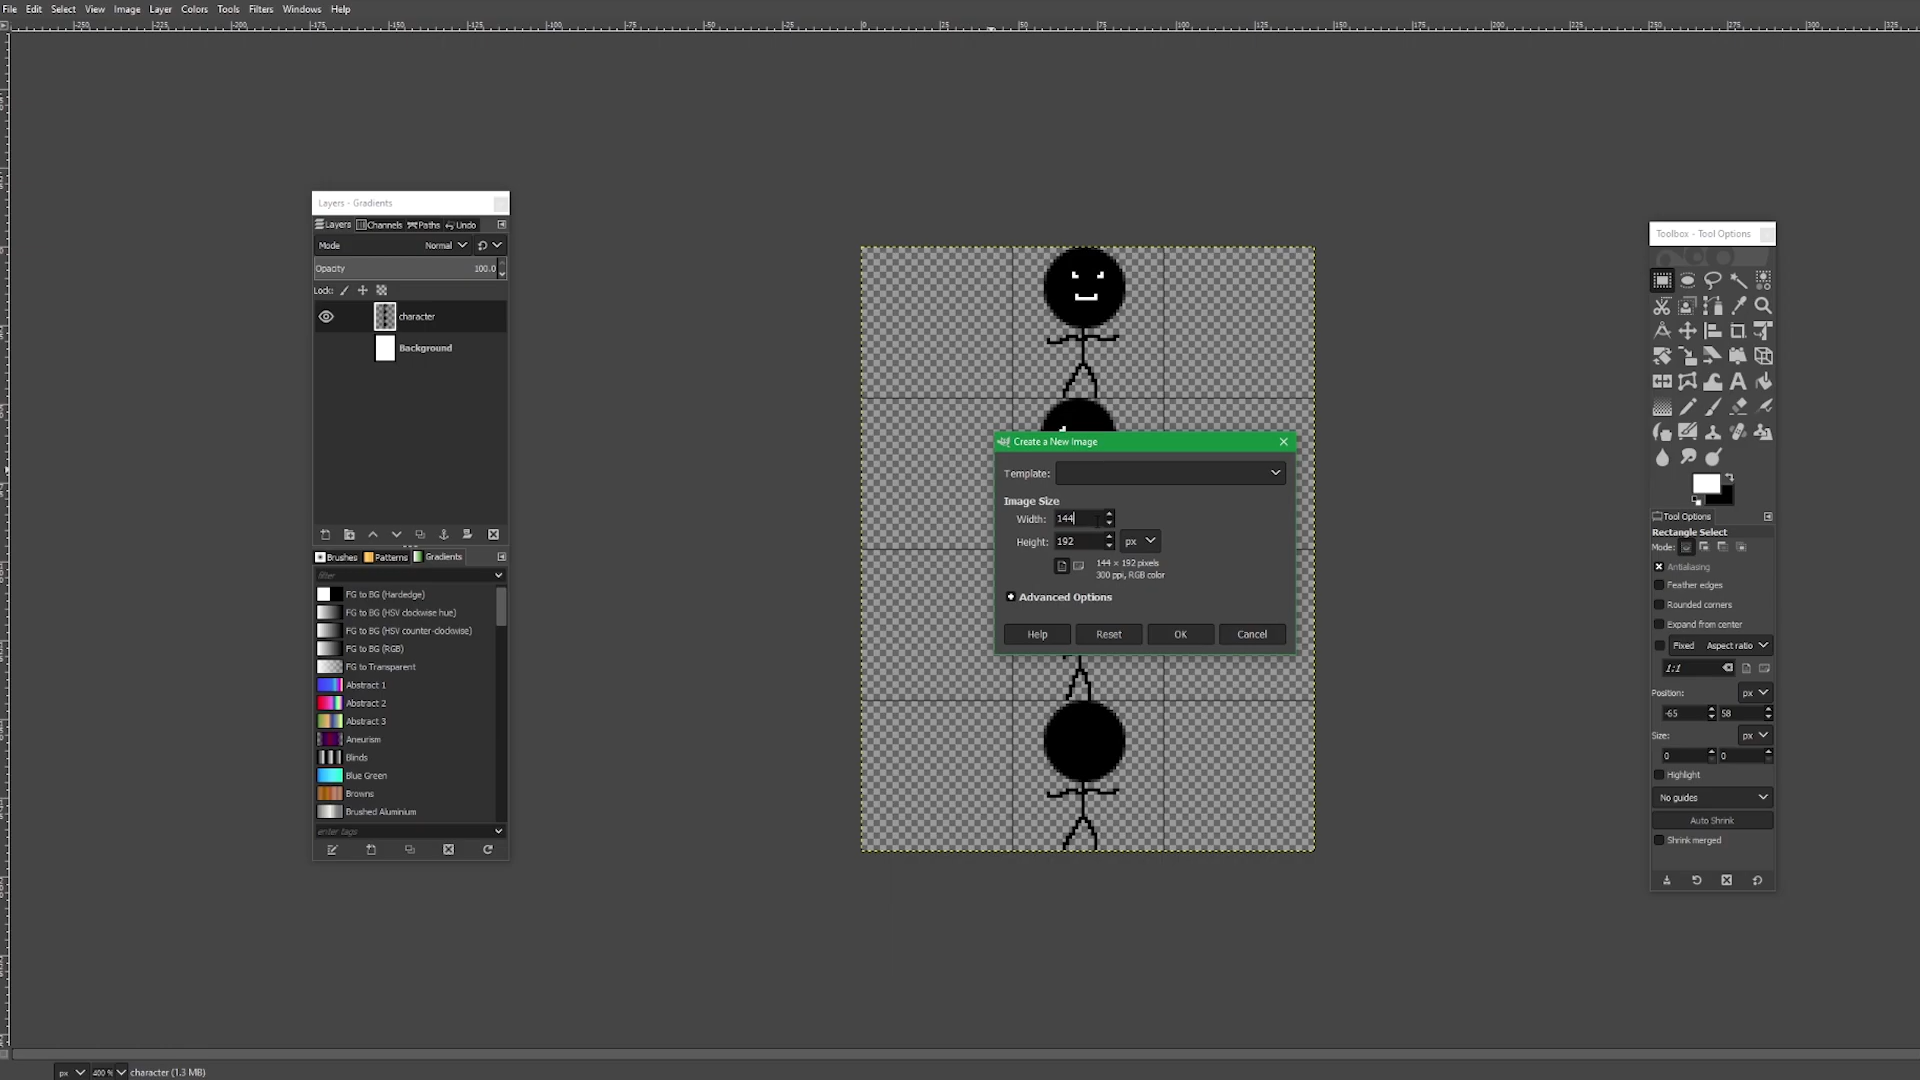 File Edit Select View Image Layer Colors Tools Filters Windows Help
Layers - Gradients
Layers Channels Paths Undo
Mode Normal
Opacity 100.0
Lock:
character
Background
Brushes Patterns Gradients
filter
FG to BG (Hardedge)
FG to BG (HSV clockwise hue)
FG to BG (HSV counter-clockwise)
FG to BG (RGB)
FG to Transparent
Abstract 1
Abstract 2
Abstract 3
Aneurism
Blinds
Blue Green
Browns
Brushed Aluminium
enter tags
Create a New Image
Template:
Image Size
Width: 144
Height: 192 px
144 × 192 pixels
300 ppi, RGB color
Advanced Options
Help Reset OK Cancel
Toolbox - Tool Options
Tool Options
Rectangle Select
Mode:
Antialiasing
Feather edges
Rounded corners
Expand from center
Fixed Aspect ratio
1:1
Position: px
-65 58
Size: px
0 0
Highlight
No guides
Auto Shrink
Shrink merged
px 400 % character (1.3 MB)